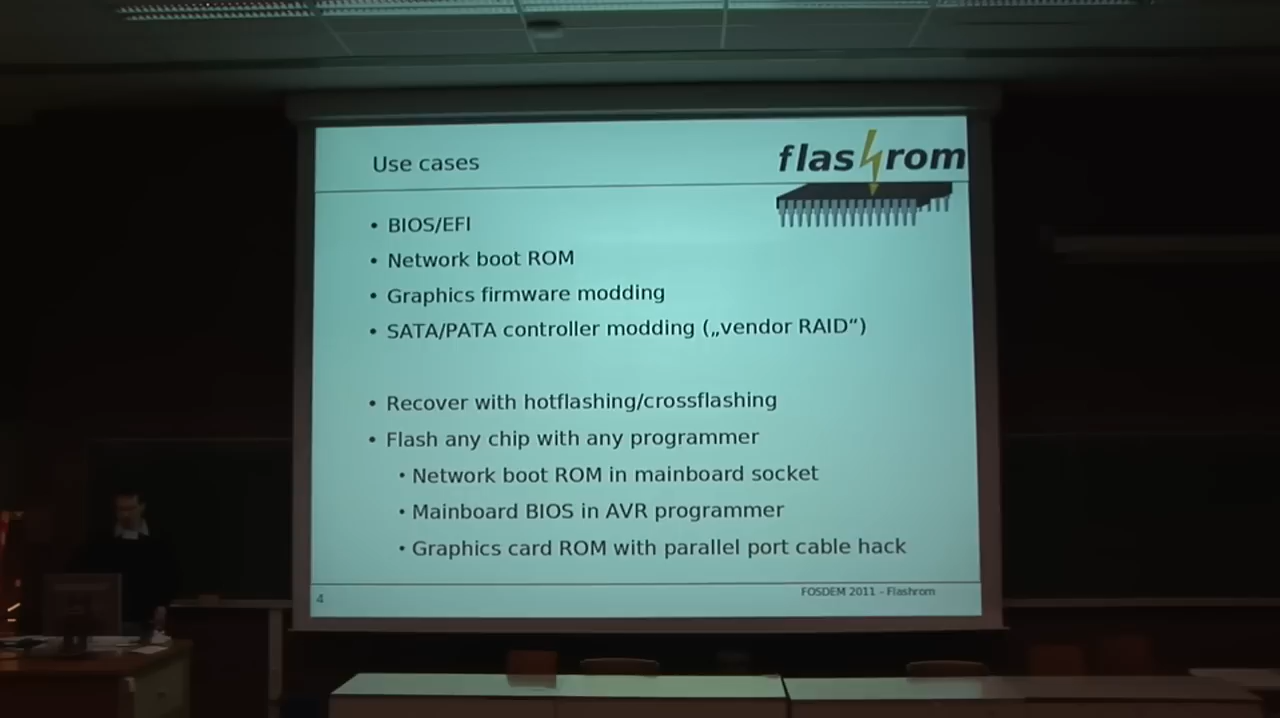 Use cases
flashrom
• BIOS/EFI
• Network boot ROM
• Graphics firmware modding
• SATA/PATA controller modding („vendor RAID“)
• Recover with hotflashing/crossflashing
• Flash any chip with any programmer
• Network boot ROM in mainboard socket
• Mainboard BIOS in AVR programmer
• Graphics card ROM with parallel port cable hack
4
FOSDEM 2011 - Flashrom